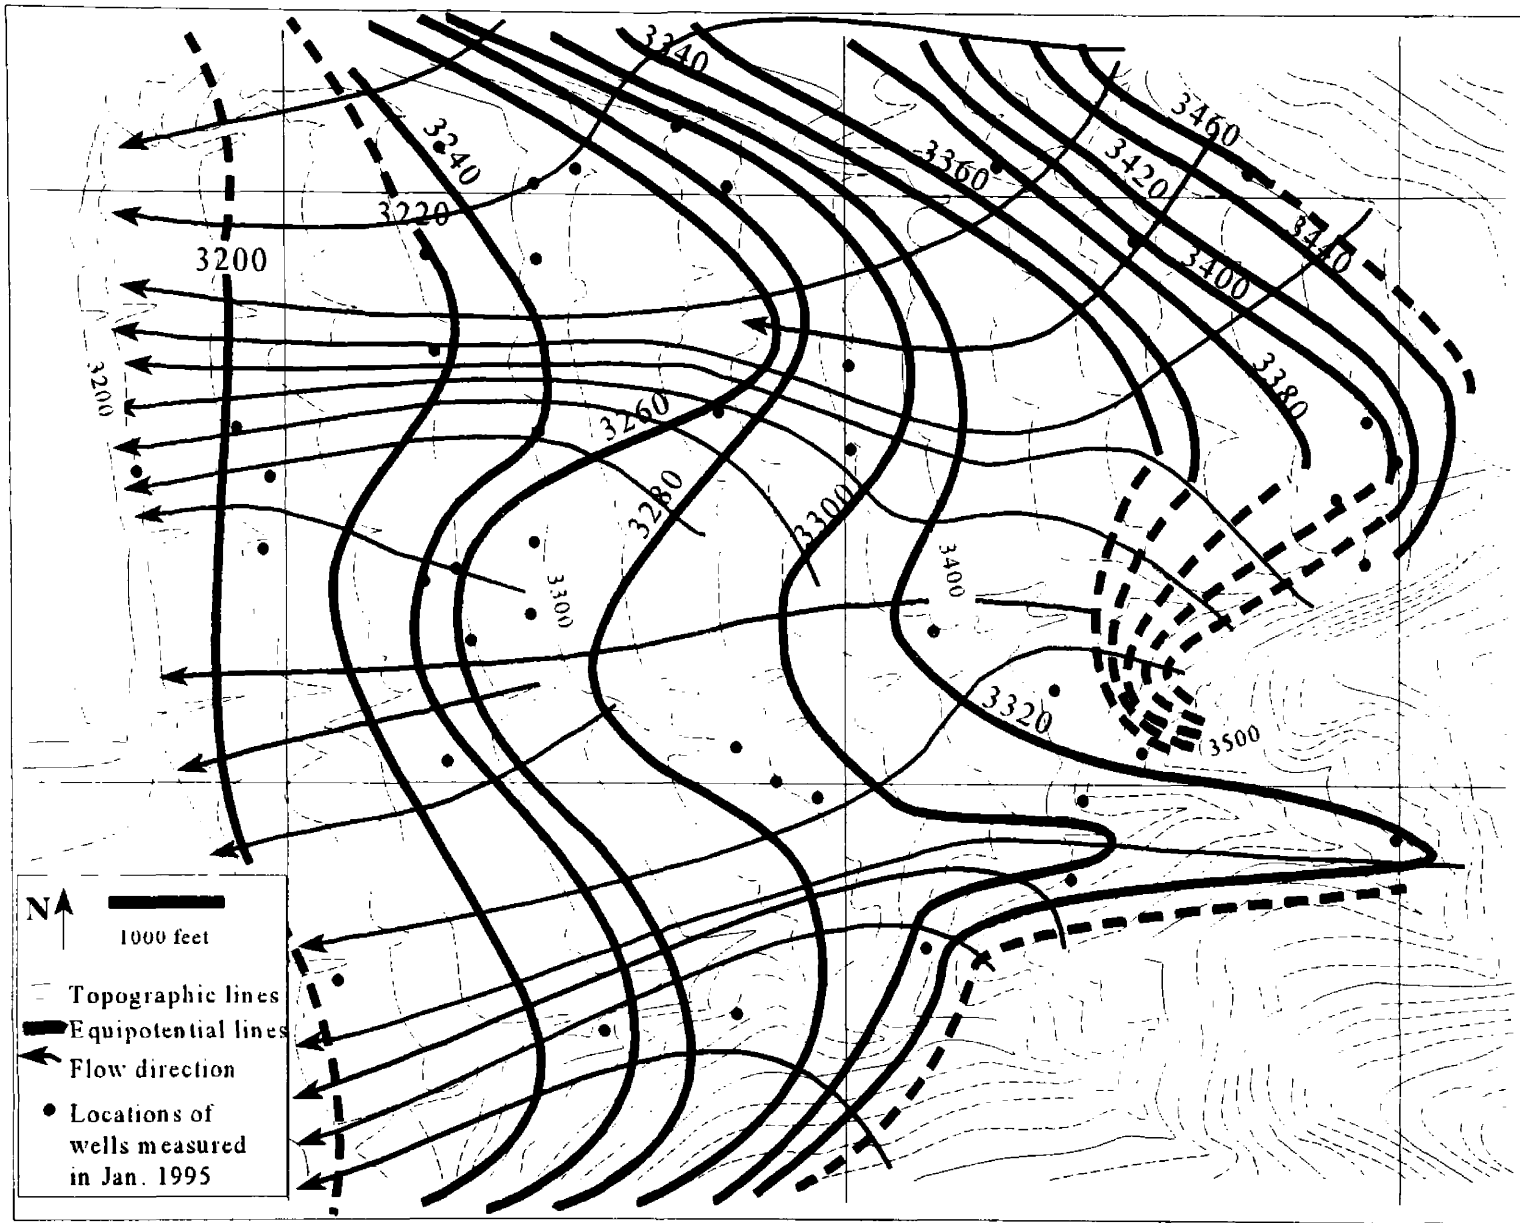 3340
3460
3240
3360
3420
3220
3440
3200
3400
3380
3200
3260
3280
3300
3400
3300
3320
3500
N
1000 feet
Topographic lines
Equipotential lines
Flow direction
Locations of
wells measured
in Jan. 1995